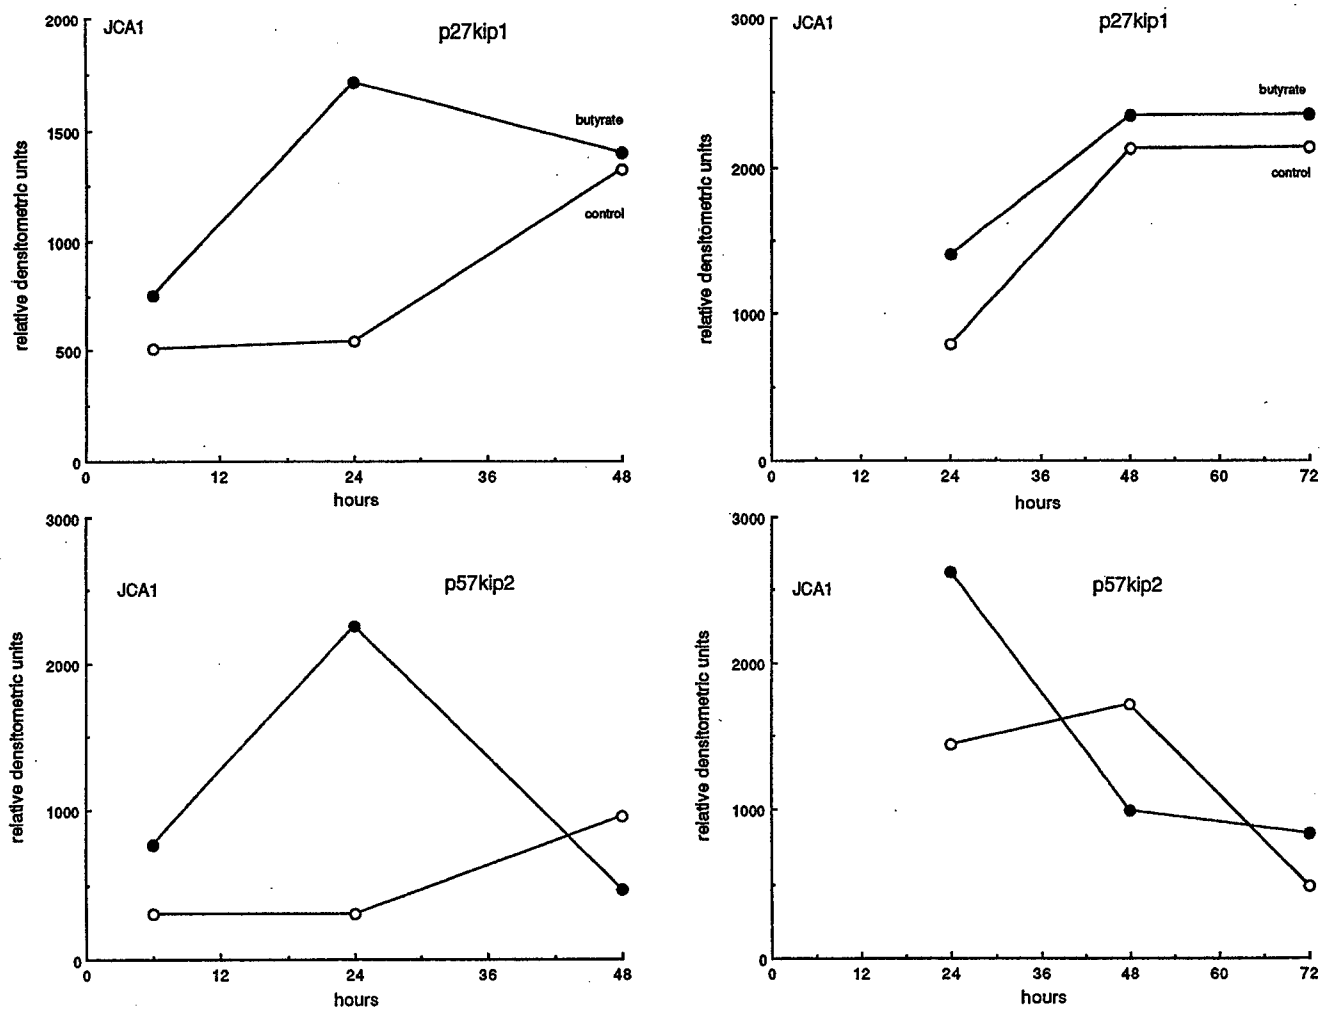 JCA1
p27kip1
2000
1500
1000
500
0
relative densitometric units
butyrate
control
0 12 24 36 48
hours
JCA1
p27kip1
3000
2000
1000
0
relative densitometric units
butyrate
control
0 12 24 36 48 60 72
hours
JCA1
p57kip2
3000
2000
1000
0
relative densitometric units
0 12 24 36 48
hours
JCA1
p57kip2
3000
2000
1000
0
relative densitometric units
0 12 24 36 48 60 72
hours